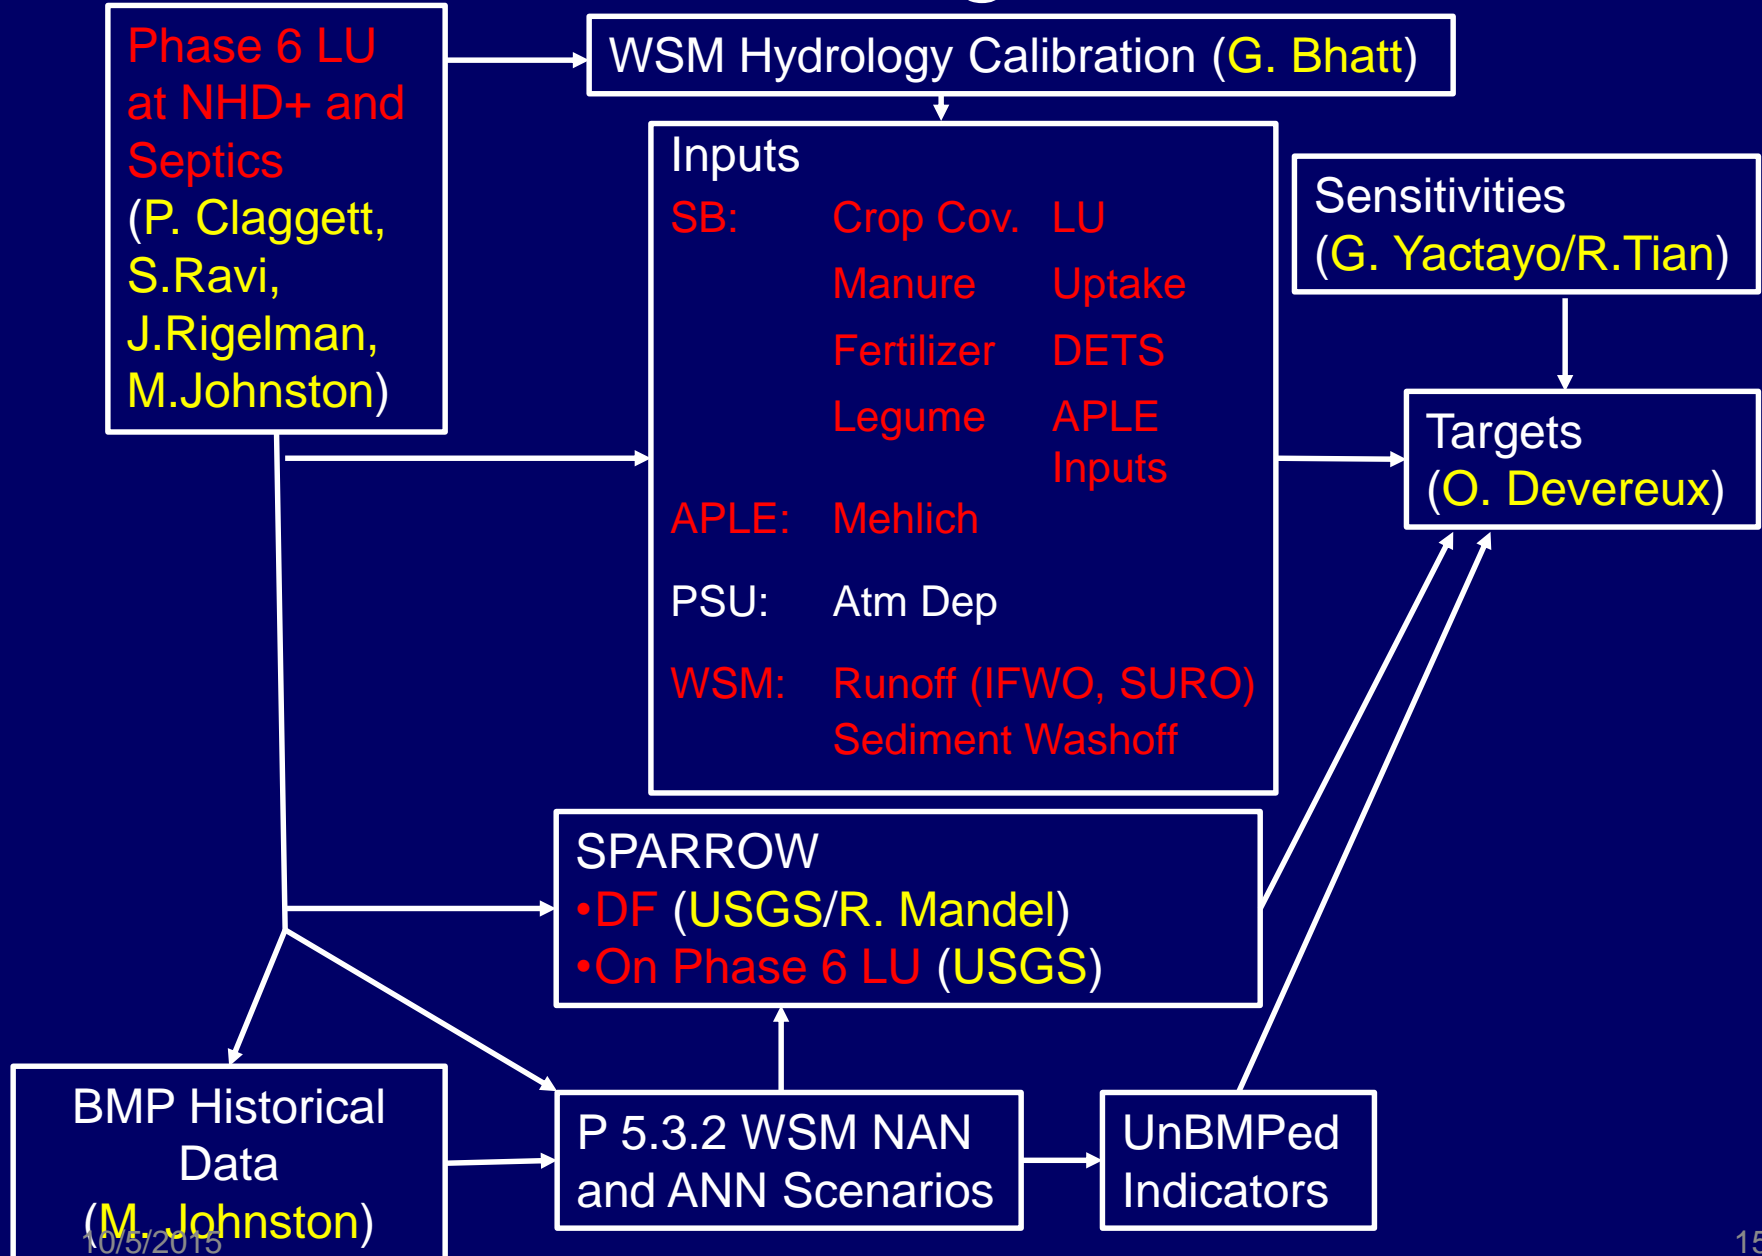 Phase 6 LU
at NHD+ and
Septics
(P. Claggett,
S.Ravi,
J.Rigelman,
M.Johnston)
WSM Hydrology Calibration (G. Bhatt)
Inputs
SB: Crop Cov. LU
Manure Uptake
Fertilizer DETS
Legume APLE
Inputs
APLE: Mehlich
PSU: Atm Dep
WSM: Runoff (IFWO, SURO)
Sediment Washoff
Sensitivities
(G. Yactayo/R.Tian)
Targets
(O. Devereux)
SPARROW
•DF (USGS/R. Mandel)
•On Phase 6 LU (USGS)
BMP Historical
Data
(M. Johnston)
P 5.3.2 WSM NAN
and ANN Scenarios
UnBMPed
Indicators
10/5/2015
15